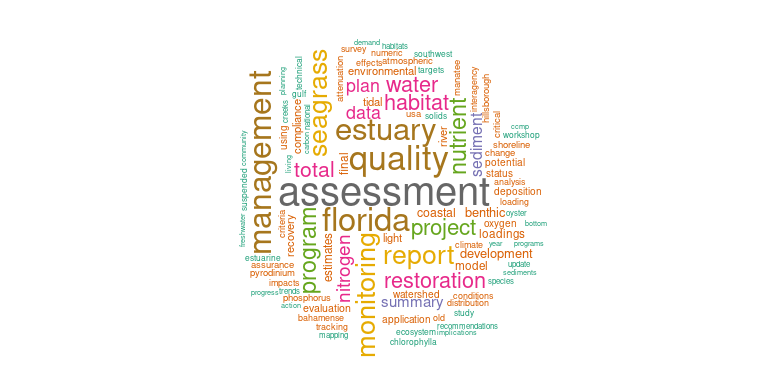 demand
habitats
survey numeric southwest
effects atmospheric
environmental targets
technical
planning
gulf
seagrass
attenuation
plan water
manatee
interagency
hillsborough
habitat
tidal
data
usa solids
critical
creeks
national
carbon
compliance
using
management
estuary
river
nutrient
sediment
ccmp
workshop
shoreline
change
potential
status
analysis
deposition
loading
quality
final
total
living
community
suspended
freshwater
assessment
florida
coastal benthic oyster
project oxygen bottom
loadings
criteria
recovery
program
estimates
nitrogen
monitoring
light
report
climate year programs
development
update
model sediments
species
restoration
estuarine
assurance
pyrodinium
impacts
progress trends
phosphorus
action evaluation
bahamense
tracking
mapping
watershed conditions
summary distribution
study
application old
recommendations
ecosystem implications
chlorophylla